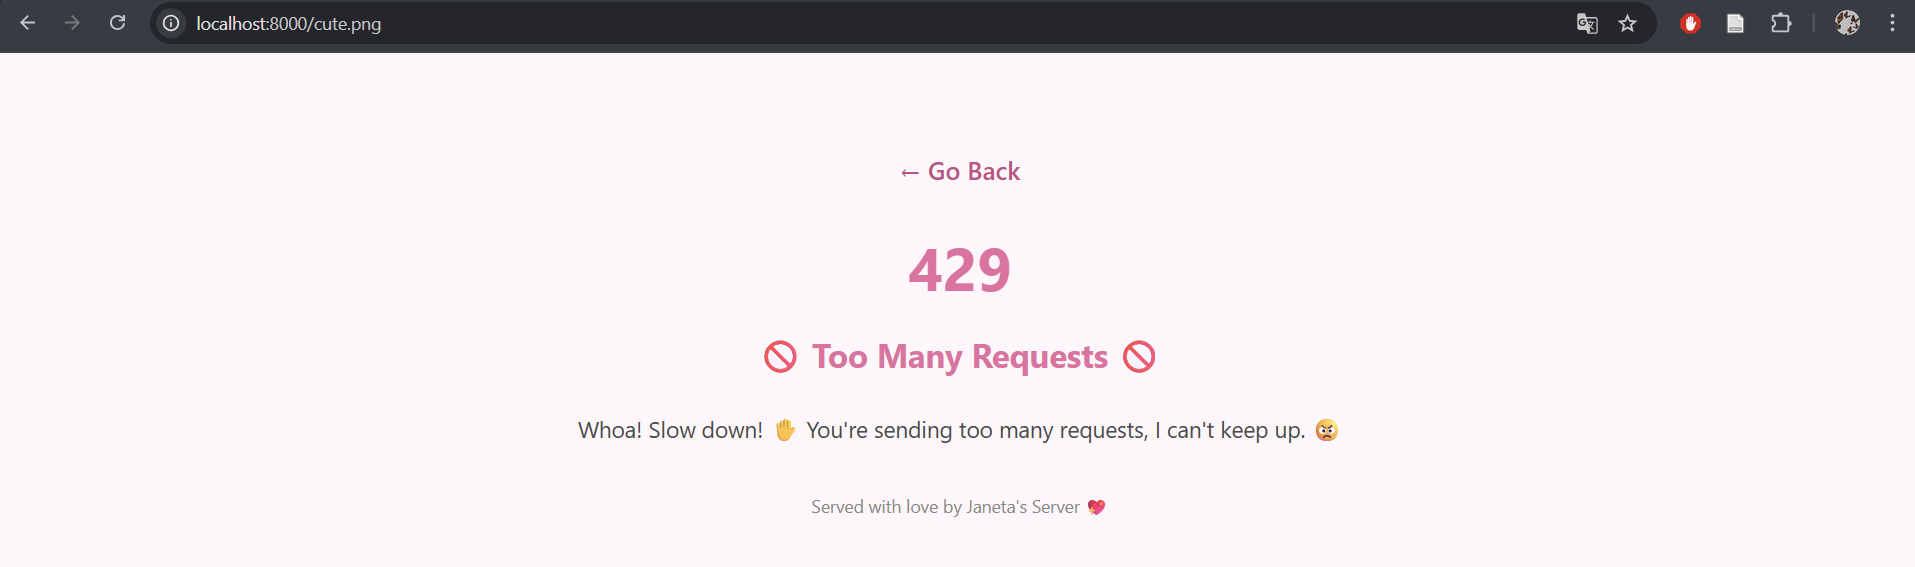 localhost:8000/cute.png
← Go Back
429
🚫 Too Many Requests 🚫
Whoa! Slow down! ✋ You're sending too many requests, I can't keep up. 😡
Served with love by Janeta's Server 💖